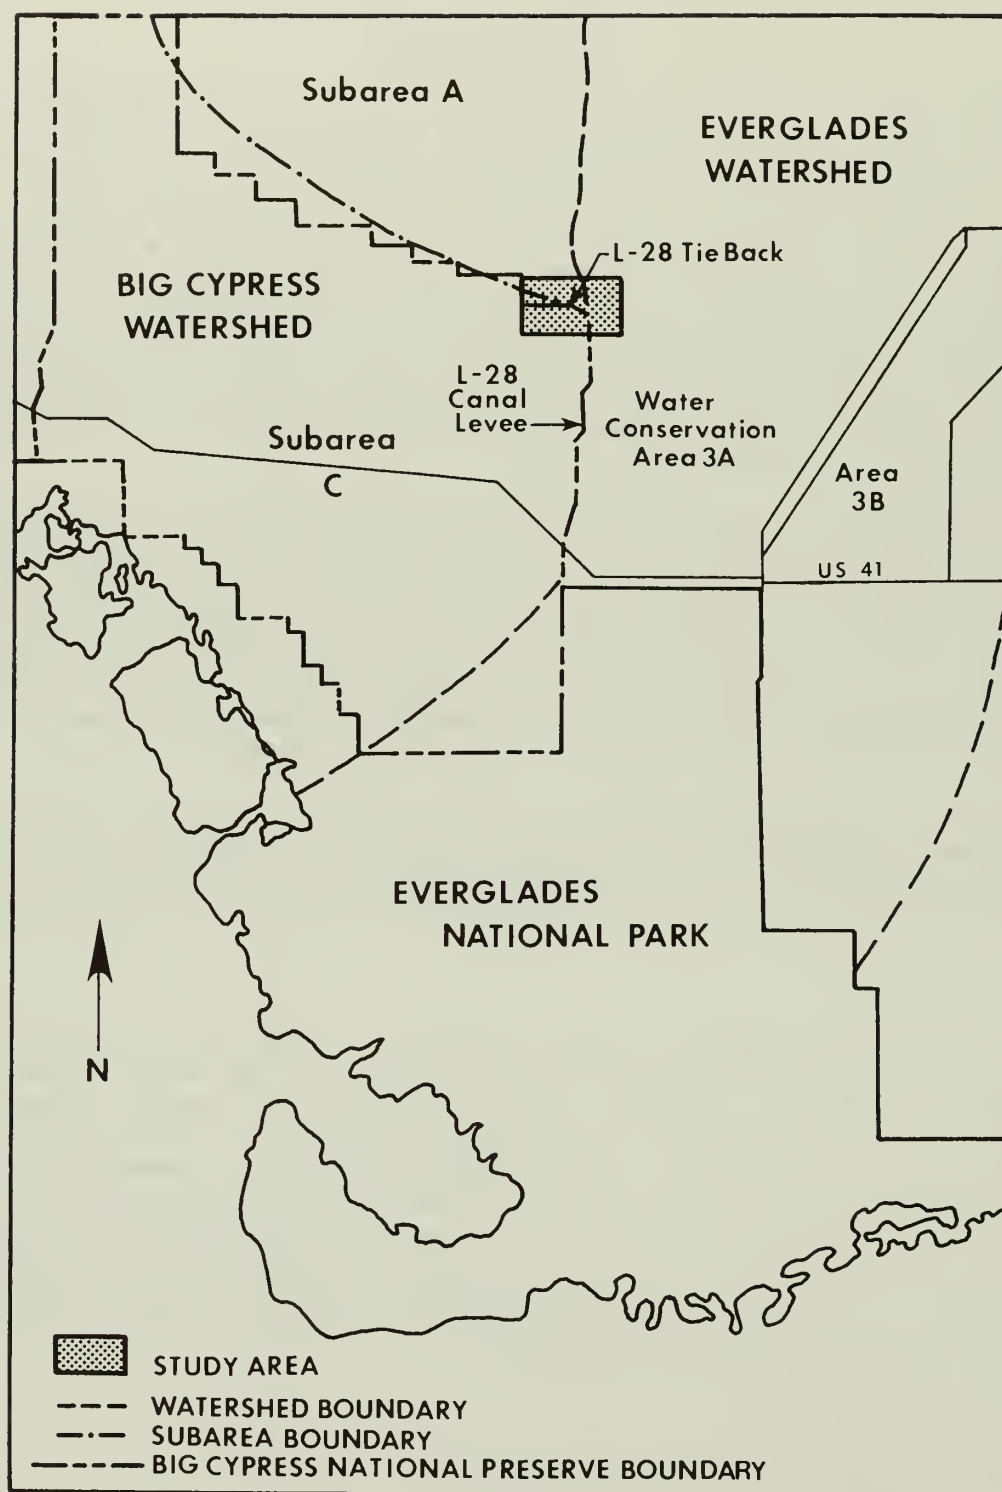 Subarea A
EVERGLADES
WATERSHED
L-28 Tie Back
BIG CYPRESS
WATERSHED
L-28
Canal
Levee
Water
Conservation
Area 3A
Subarea
C
Area
3B
US 41
EVERGLADES
NATIONAL PARK
N
STUDY AREA
WATERSHED BOUNDARY
SUBAREA BOUNDARY
BIG CYPRESS NATIONAL PRESERVE BOUNDARY